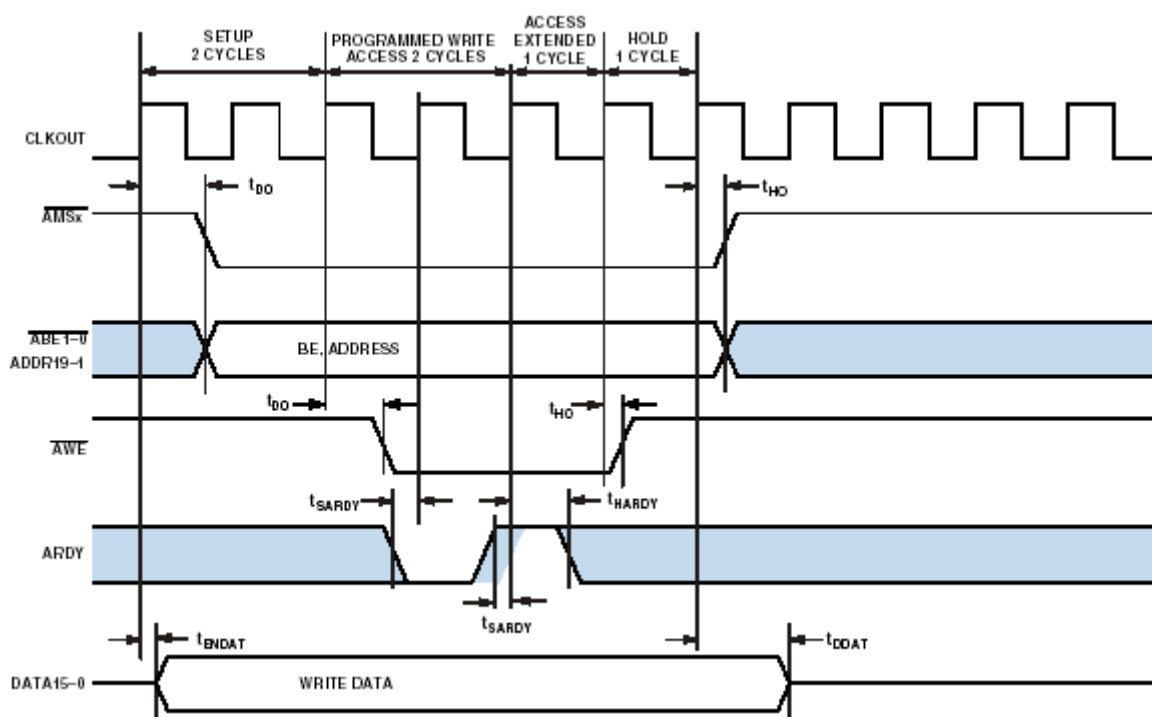 SETUP
2 CYCLES
PROGRAMMED WRITE
ACCESS 2 CYCLES
ACCESS
EXTENDED
1 CYCLE
HOLD
1 CYCLE
CLKOUT
tDO
tHO
AMSx
ABE1–0
ADDR19–1
BE, ADDRESS
tDO
tHO
AWE
tSARDY
tHARDY
ARDY
tSARDY
tENDAT
tDDAT
DATA15–0
WRITE DATA